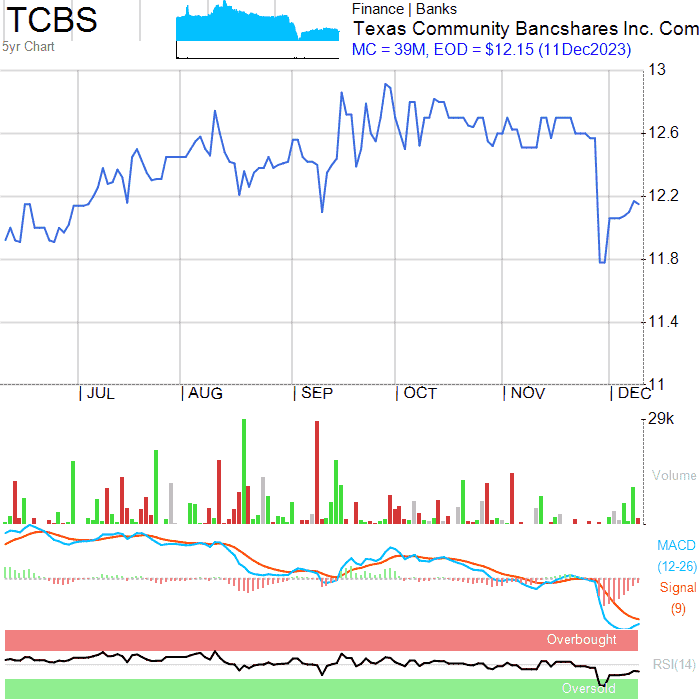 TCBS
5yr Chart
Finance | Banks
Texas Community Bancshares Inc. Com
MC = 39M, EOD = $12.15 (11Dec2023)
13
12.6
12.2
11.8
11.4
11
| JUL | AUG | SEP | OCT | NOV | DEC
29k
Volume
MACD
(12-26)
Signal
(9)
Overbought
RSI(14)
Oversold